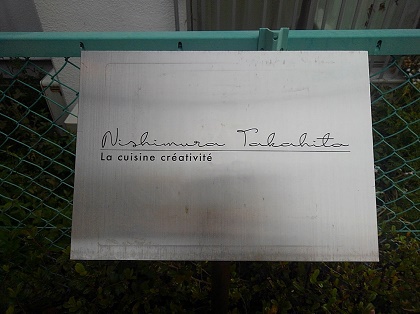 Nishimura Takahito
La cuisine créativité